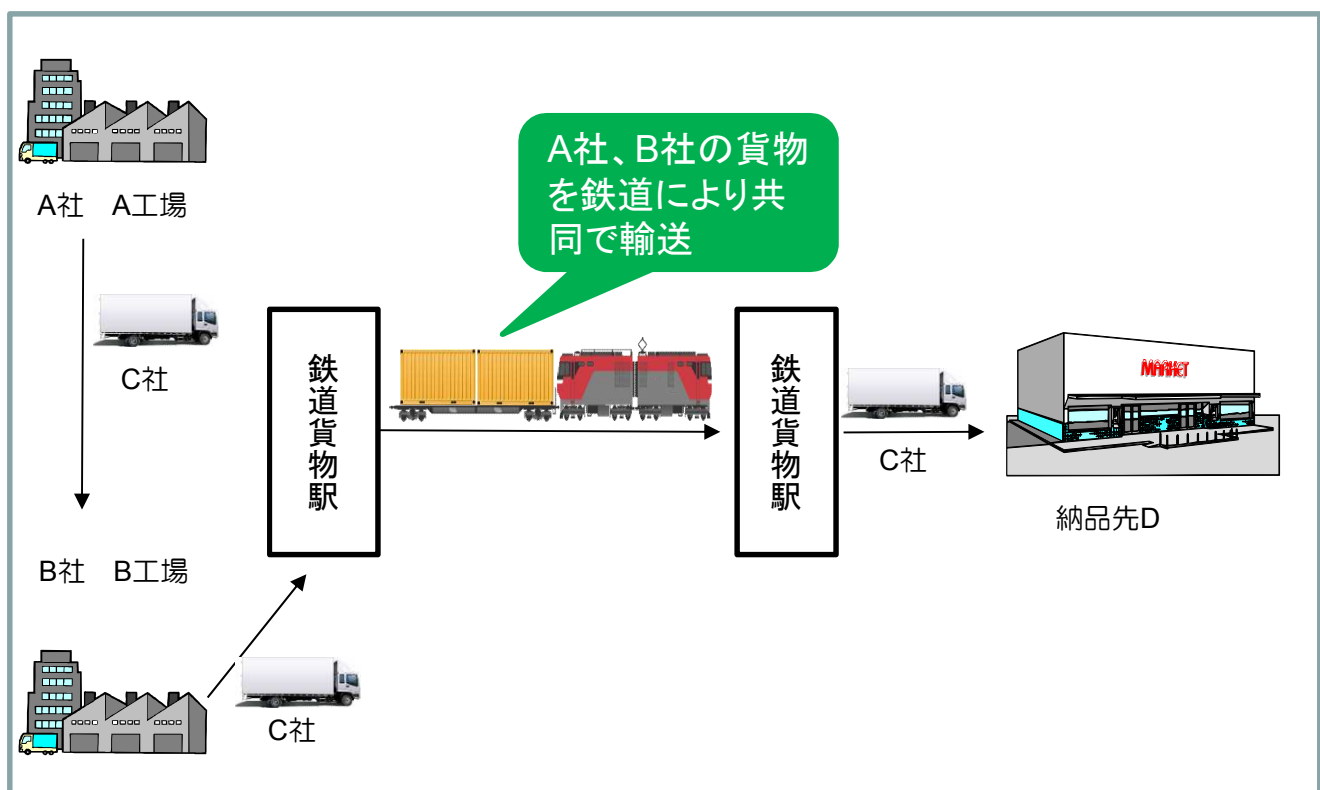 A社、B社の貨物
を鉄道により共
同で輸送
A社　A工場
C社
鉄道貨物駅
鉄道貨物駅
MARKET
C社
納品先D
B社　B工場
C社